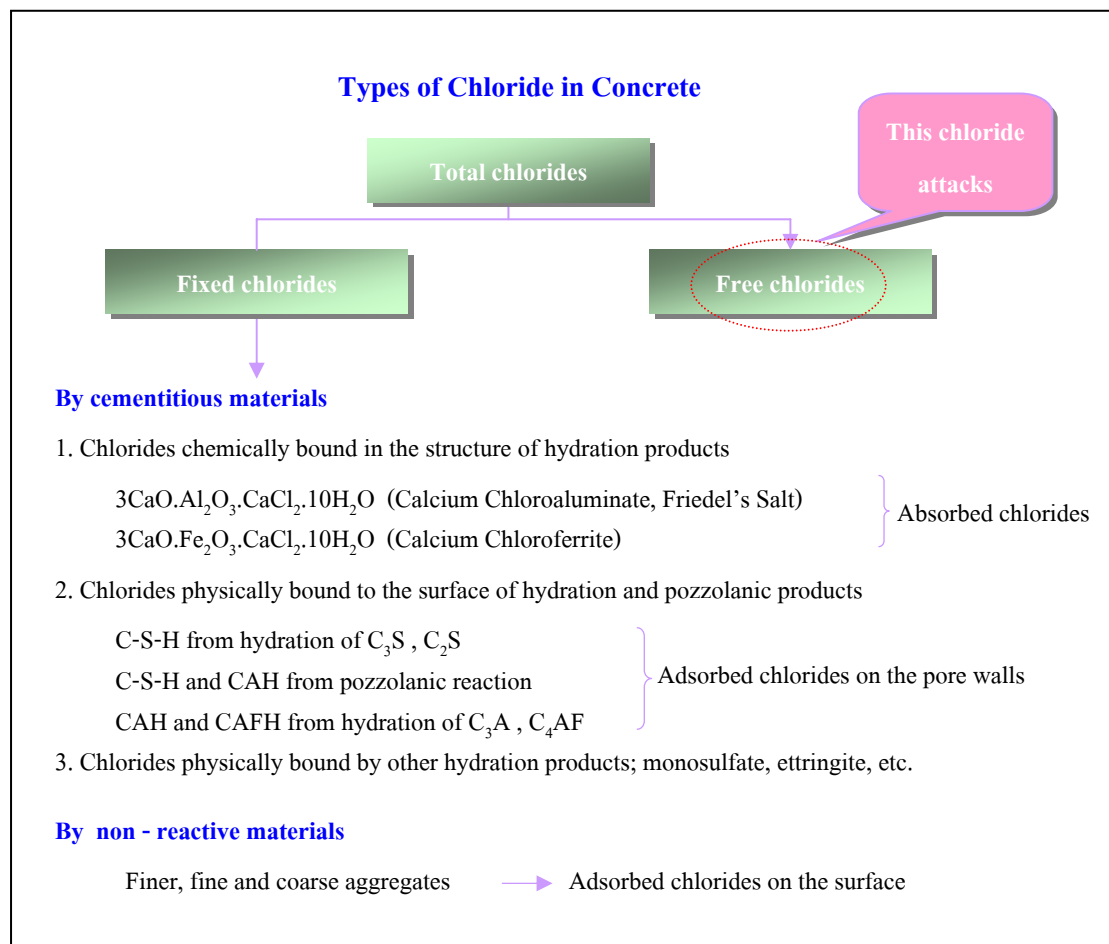 Types of Chloride in Concrete
This chloride
attacks
Total chlorides
Fixed chlorides
Free chlorides
By cementitious materials
1. Chlorides chemically bound in the structure of hydration products
3CaO.Al₂O₃.CaCl₂.10H₂O (Calcium Chloroaluminate, Friedel’s Salt)
3CaO.Fe₂O₃.CaCl₂.10H₂O (Calcium Chloroferrite)
Absorbed chlorides
2. Chlorides physically bound to the surface of hydration and pozzolanic products
C-S-H from hydration of C₃S , C₂S
C-S-H and CAH from pozzolanic reaction
CAH and CAFH from hydration of C₃A , C₄AF
Adsorbed chlorides on the pore walls
3. Chlorides physically bound by other hydration products; monosulfate, ettringite, etc.
By non - reactive materials
Finer, fine and coarse aggregates
Adsorbed chlorides on the surface